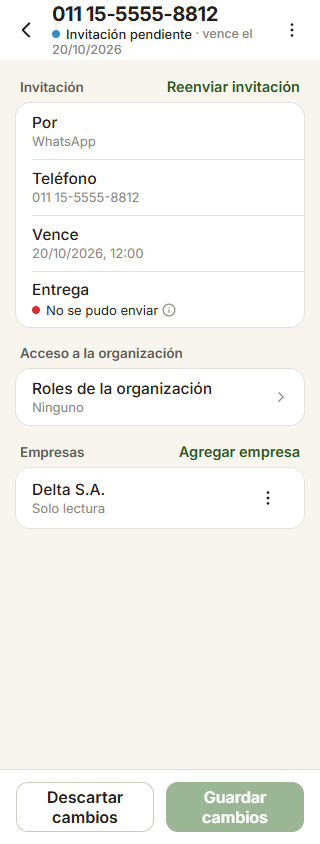 011 15-5555-8812
Invitación pendiente · vence el
20/10/2026
Invitación
Reenviar invitación
Por
WhatsApp
Teléfono
011 15-5555-8812
Vence
20/10/2026, 12:00
Entrega
No se pudo enviar
Acceso a la organización
Roles de la organización
Ninguno
Empresas
Agregar empresa
Delta S.A.
Solo lectura
Descartar
cambios
Guardar
cambios